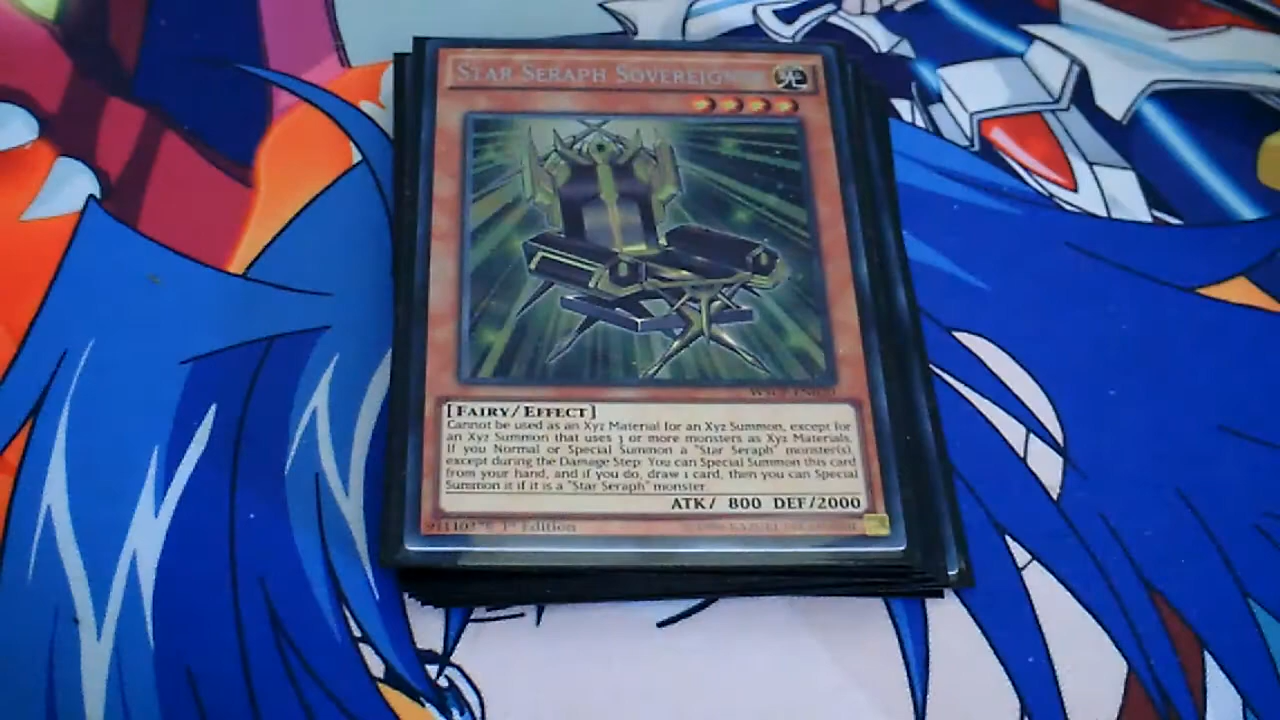 STAR SERAPH SOVEREIGNTY
[FAIRY/EFFECT]
Cannot be used as an Xyz Material for an Xyz Summon, except for
an Xyz Summon that uses 3 or more monsters as Xyz Materials.
If you Normal or Special Summon a "Star Seraph" monster(s),
except during the Damage Step: You can Special Summon this card
from your hand, and if you do, draw 1 card, then you can Special
Summon it if it is a "Star Seraph" monster.
ATK/ 800 DEF/2000
1st Edition